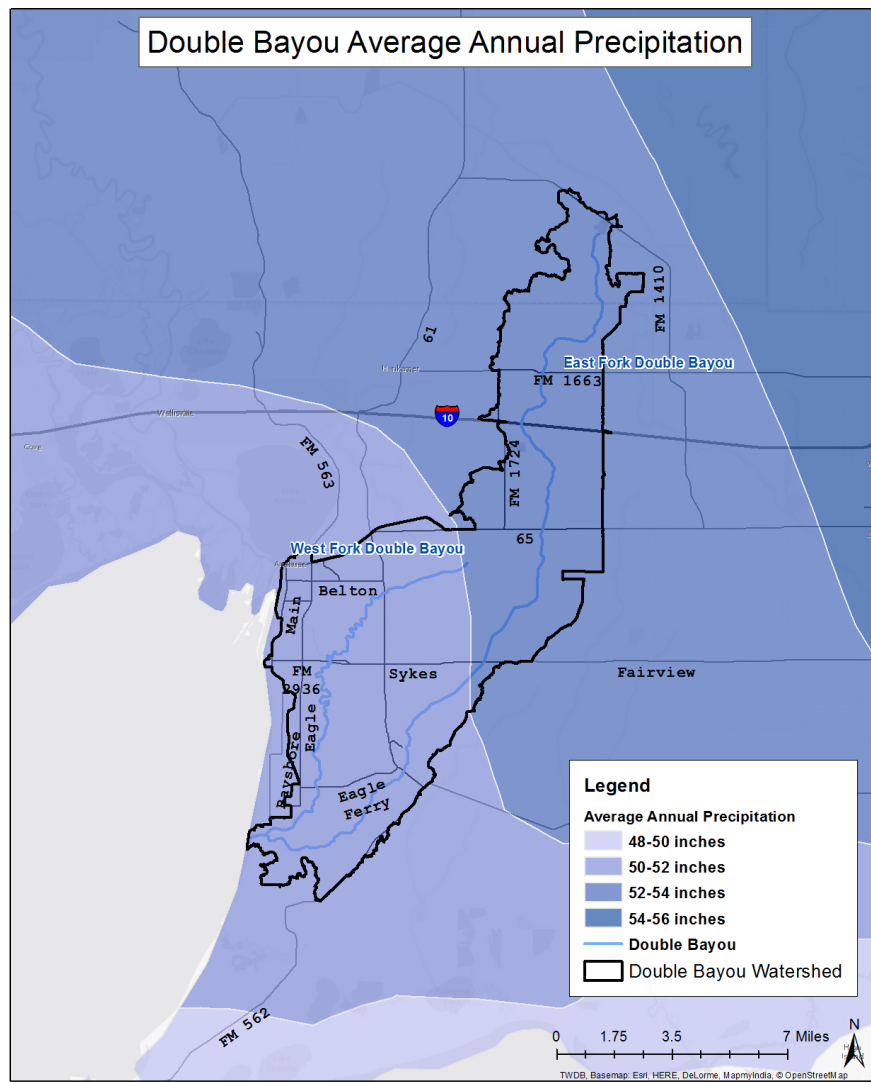 Double Bayou Average Annual Precipitation
61
FM 1410
East Fork Double Bayou
Hankamer
FM 1663
10
Wallisville
Cove
FM 563
FM 1724
65
West Fork Double Bayou
Anahuac
Belton
Main
FM
2936
Sykes
Fairview
Eagle
Bayshore
Eagle
Ferry
FM 562
Legend
Average Annual Precipitation
48-50 inches
50-52 inches
52-54 inches
54-56 inches
Double Bayou
Double Bayou Watershed
0 1.75 3.5 7 Miles
N
TWDB, Basemap: Esri, HERE, DeLorme, MapmyIndia, © OpenStreetMap